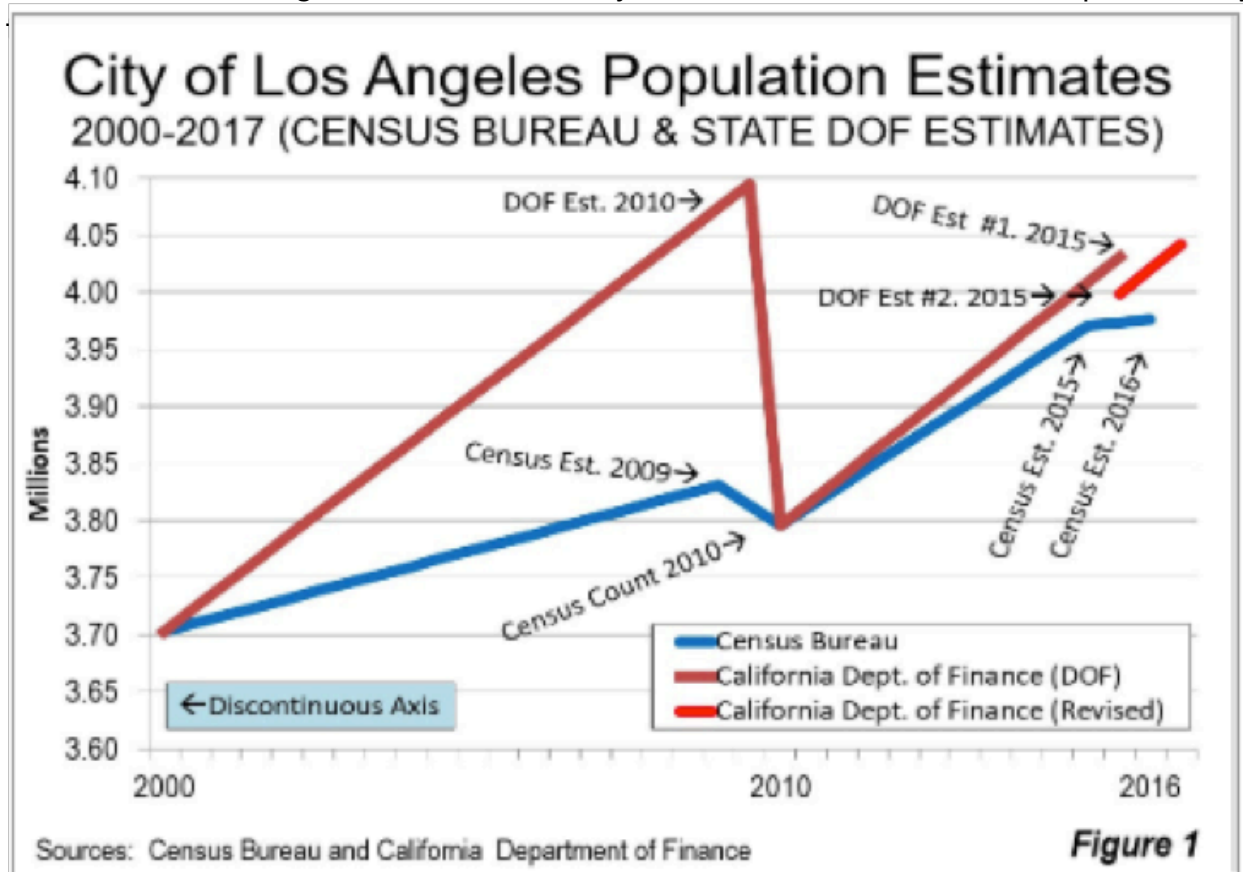 City of Los Angeles Population Estimates
2000-2017 (CENSUS BUREAU & STATE DOF ESTIMATES)
4.10
4.05
4.00
3.95
3.90
3.85
3.80
3.75
3.70
3.65
3.60
Millions
DOF Est. 2010→
DOF Est #1. 2015→
DOF Est #2. 2015→ →
Census Est. 2009→
Census Count 2010→
Census Est. 2015→
Census Est. 2016→
Census Bureau
California Dept. of Finance (DOF)
California Dept. of Finance (Revised)
←Discontinuous Axis
2000
2010
2016
Sources: Census Bureau and California Department of Finance
Figure 1